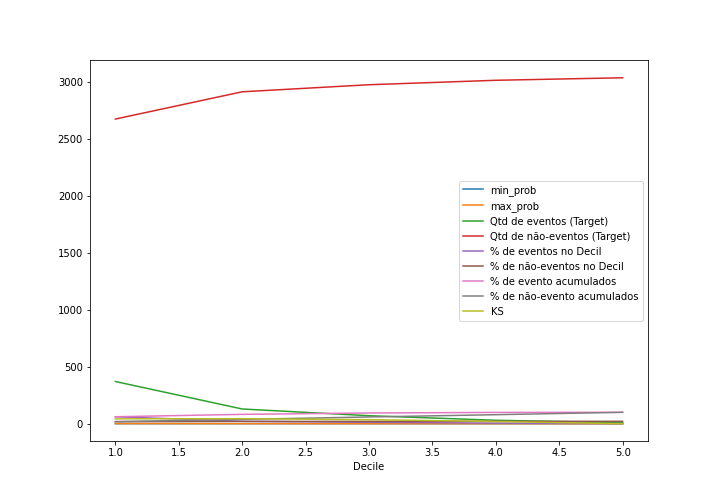 3000
2500
2000
1500
1000
500
0
min_prob
max_prob
Qtd de eventos (Target)
Qtd de não-eventos (Target)
% de eventos no Decil
% de não-eventos no Decil
% de evento acumulados
% de não-evento acumulados
KS
1.0 1.5 2.0 2.5 3.0 3.5 4.0 4.5 5.0
Decile